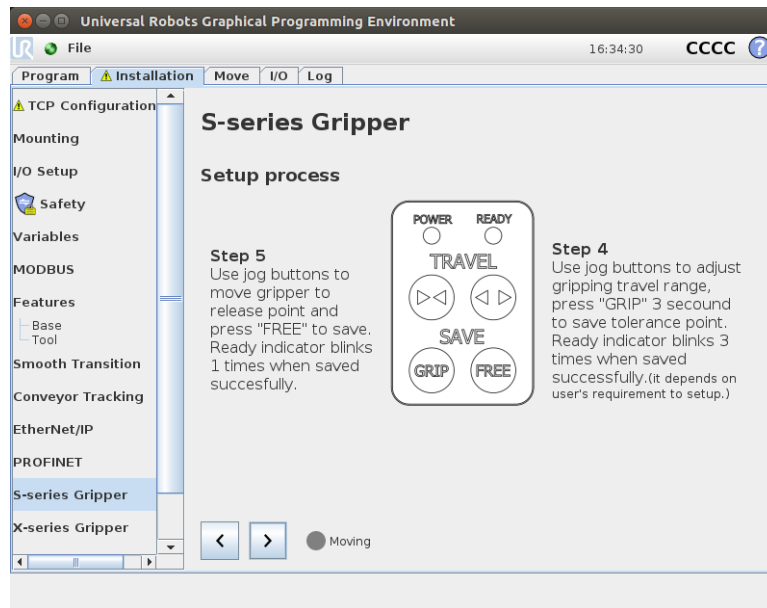 Universal Robots Graphical Programming Environment
File
16:34:30
CCCC
?
Program
Installation
Move
I/O
Log
TCP Configuration
Mounting
I/O Setup
Safety
Variables
MODBUS
Features
Base
Tool
Smooth Transition
Conveyor Tracking
EtherNet/IP
PROFINET
S-series Gripper
X-series Gripper
S-series Gripper
Setup process
Step 5
Use jog buttons to
move gripper to
release point and
press "FREE" to save.
Ready indicator blinks
1 times when saved
succesfully.
POWER READY
TRAVEL
SAVE
GRIP FREE
Step 4
Use jog buttons to adjust
gripping travel range,
press "GRIP" 3 secound
to save tolerance point.
Ready indicator blinks 3
times when saved
successfully.(it depends on
user's requirement to setup.)
< >
Moving